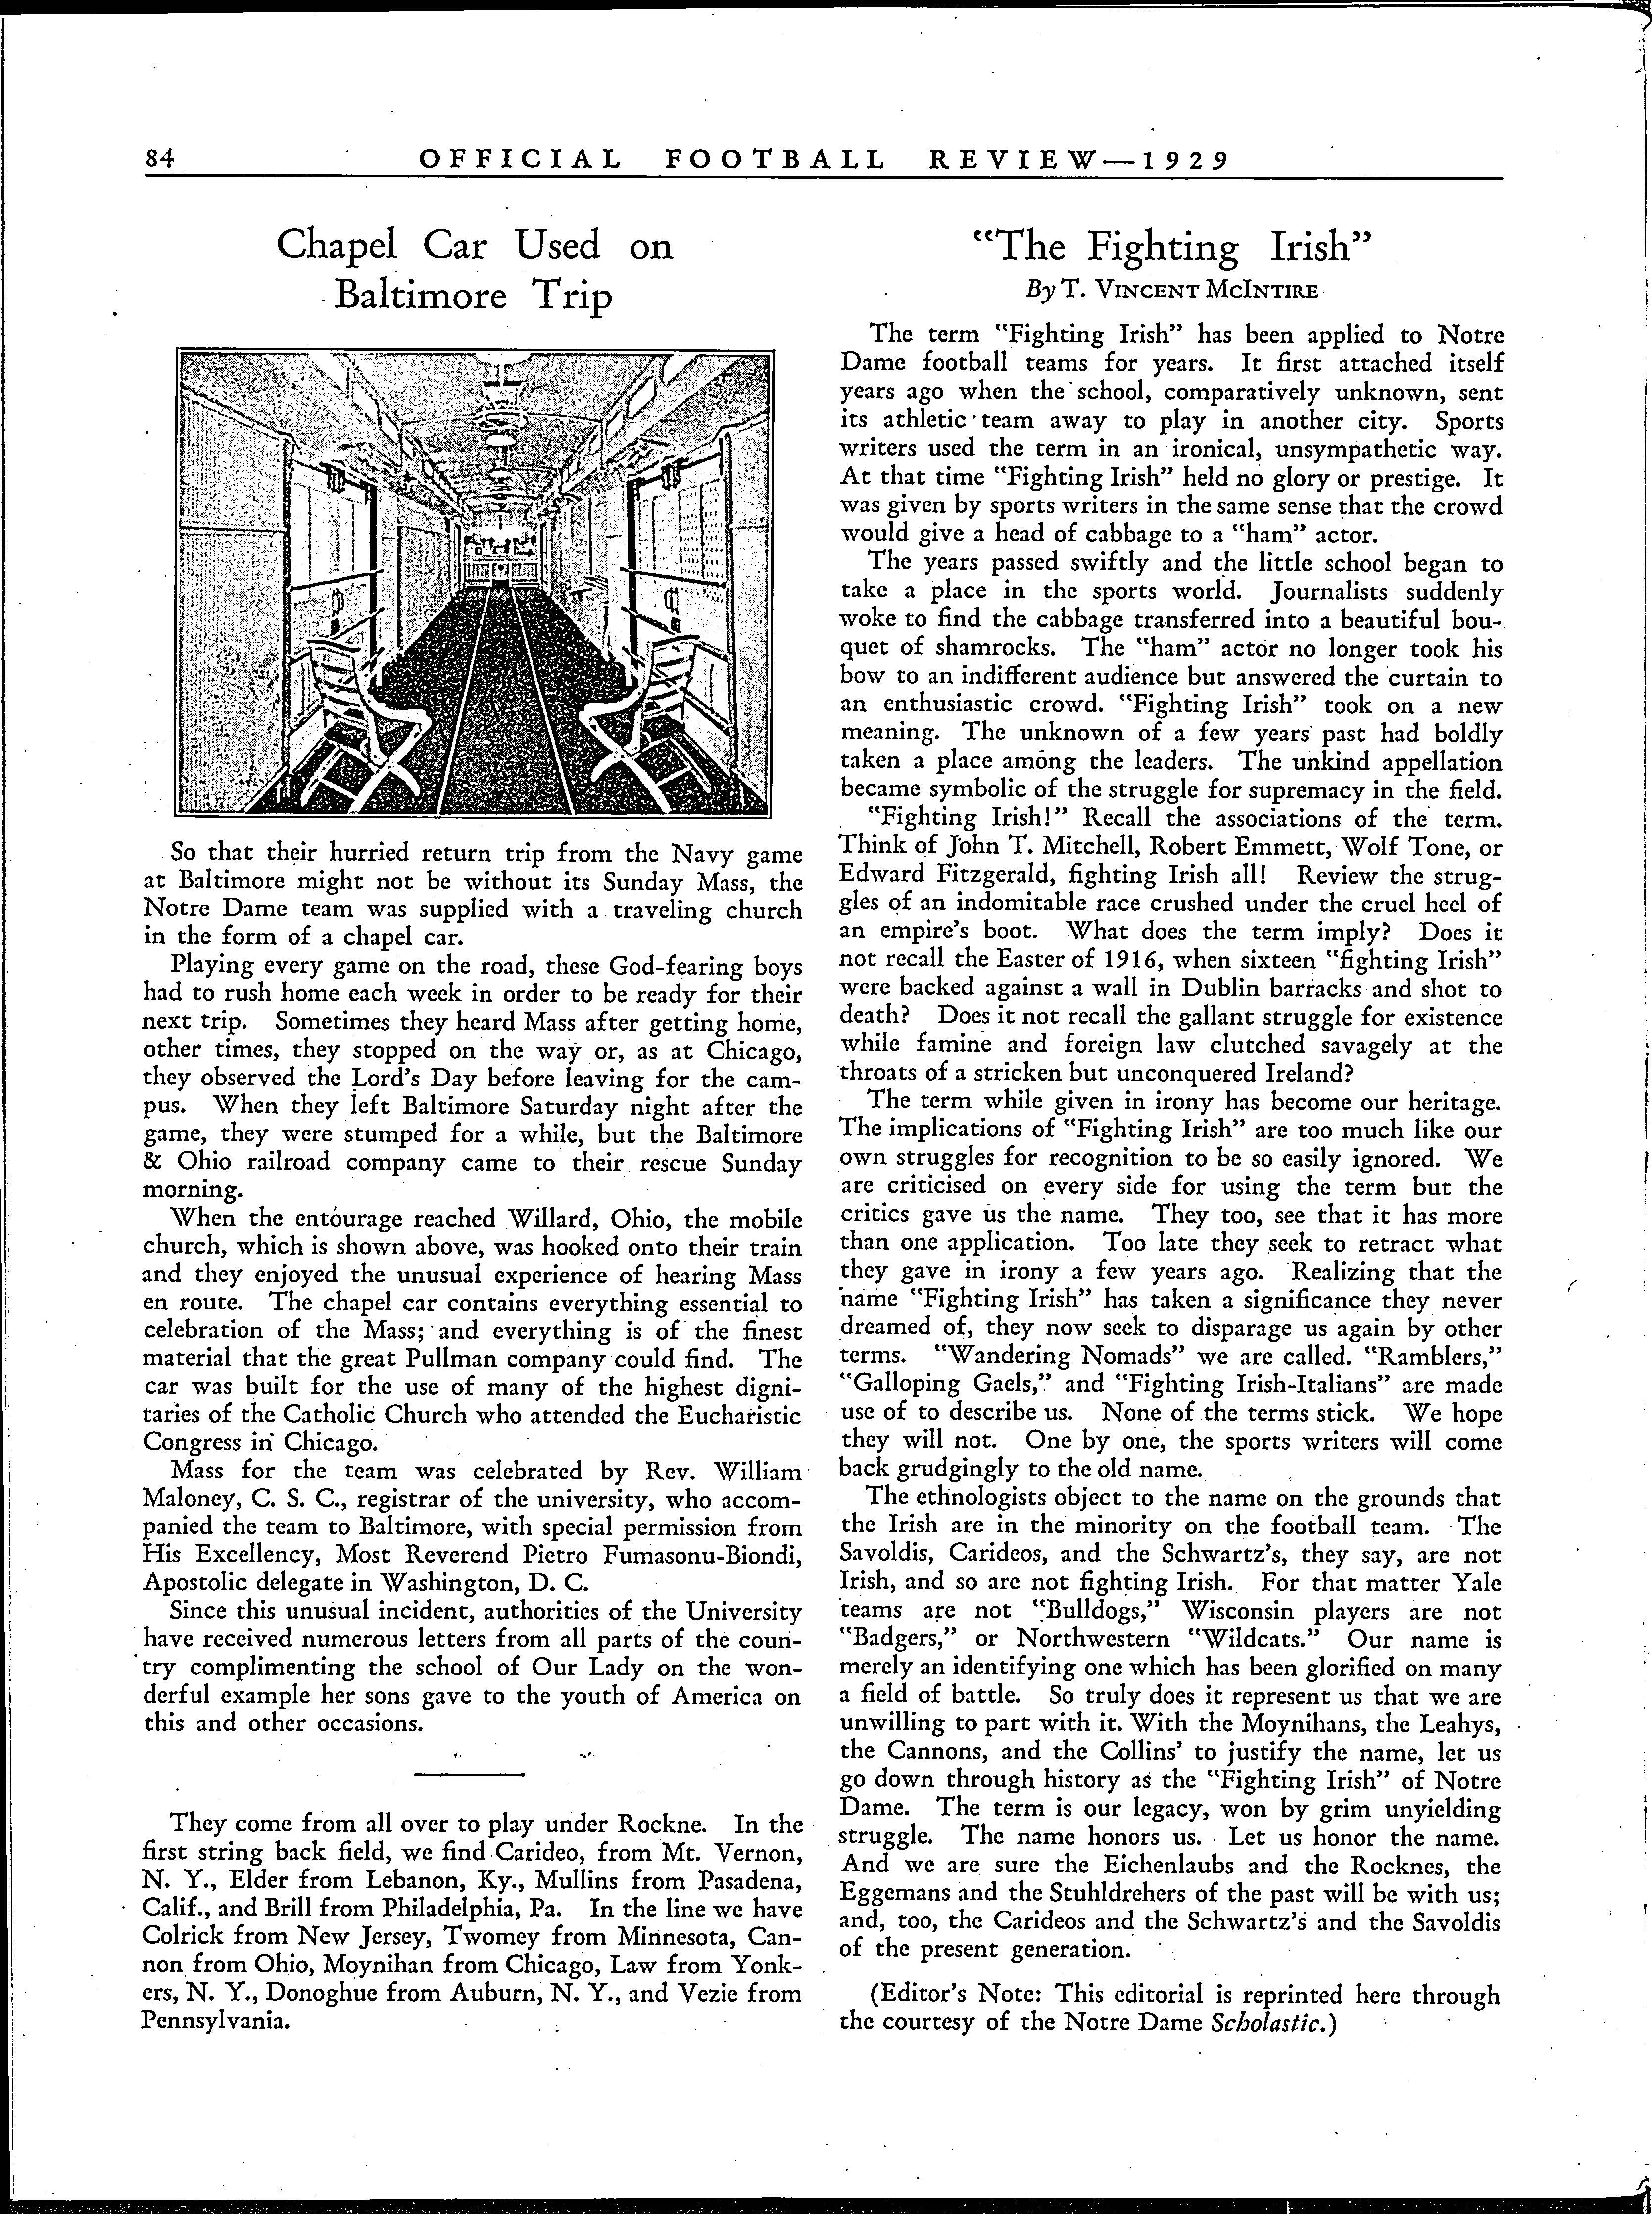 84 OFFICIAL FOOTBALL REVIEW—1929
Chapel Car Used on
Baltimore Trip
So that their hurried return trip from the Navy game
at Baltimore might not be without its Sunday Mass, the
Notre Dame team was supplied with a traveling church
in the form of a chapel car.
Playing every game on the road, these God-fearing boys
had to rush home each week in order to be ready for their
next trip. Sometimes they heard Mass after getting home,
other times, they stopped on the way or, as at Chicago,
they observed the Lord's Day before leaving for the cam-
pus. When they left Baltimore Saturday night after the
game, they were stumped for a while, but the Baltimore
& Ohio railroad company came to their rescue Sunday
morning.
When the entourage reached Willard, Ohio, the mobile
church, which is shown above, was hooked onto their train
and they enjoyed the unusual experience of hearing Mass
en route. The chapel car contains everything essential to
celebration of the Mass; and everything is of the finest
material that the great Pullman company could find. The
car was built for the use of many of the highest digni-
taries of the Catholic Church who attended the Eucharistic
Congress in Chicago.
Mass for the team was celebrated by Rev. William
Maloney, C. S. C., registrar of the university, who accom-
panied the team to Baltimore, with special permission from
His Excellency, Most Reverend Pietro Fumasonu-Biondi,
Apostolic delegate in Washington, D. C.
Since this unusual incident, authorities of the University
have received numerous letters from all parts of the coun-
try complimenting the school of Our Lady on the won-
derful example her sons gave to the youth of America on
this and other occasions.
They come from all over to play under Rockne. In the
first string back field, we find Carideo, from Mt. Vernon,
N. Y., Elder from Lebanon, Ky., Mullins from Pasadena,
Calif., and Brill from Philadelphia, Pa. In the line we have
Colrick from New Jersey, Twomey from Minnesota, Can-
non from Ohio, Moynihan from Chicago, Law from Yonk-
ers, N. Y., Donoghue from Auburn, N. Y., and Vezie from
Pennsylvania.
"The Fighting Irish"
By T. VINCENT MCINTIRE
The term "Fighting Irish" has been applied to Notre
Dame football teams for years. It first attached itself
years ago when the school, comparatively unknown, sent
its athletic team away to play in another city. Sports
writers used the term in an ironical, unsympathetic way.
At that time "Fighting Irish" held no glory or prestige. It
was given by sports writers in the same sense that the crowd
would give a head of cabbage to a "ham" actor.
The years passed swiftly and the little school began to
take a place in the sports world. Journalists suddenly
woke to find the cabbage transferred into a beautiful bou-
quet of shamrocks. The "ham" actor no longer took his
bow to an indifferent audience but answered the curtain to
an enthusiastic crowd. "Fighting Irish" took on a new
meaning. The unknown of a few years past had boldly
taken a place among the leaders. The unkind appellation
became symbolic of the struggle for supremacy in the field.
"Fighting Irish!" Recall the associations of the term.
Think of John T. Mitchell, Robert Emmett, Wolf Tone, or
Edward Fitzgerald, fighting Irish all! Review the strug-
gles of an indomitable race crushed under the cruel heel of
an empire's boot. What does the term imply? Does it
not recall the Easter of 1916, when sixteen "fighting Irish"
were backed against a wall in Dublin barracks and shot to
death? Does it not recall the gallant struggle for existence
while famine and foreign law clutched savagely at the
throats of a stricken but unconquered Ireland?
The term while given in irony has become our heritage.
The implications of "Fighting Irish" are too much like our
own struggles for recognition to be so easily ignored. We
are criticised on every side for using the term but the
critics gave us the name. They too, see that it has more
than one application. Too late they seek to retract what
they gave in irony a few years ago. Realizing that the
name "Fighting Irish" has taken a significance they never
dreamed of, they now seek to disparage us again by other
terms. "Wandering Nomads" we are called. "Ramblers,"
"Galloping Gaels," and "Fighting Irish-Italians" are made
use of to describe us. None of the terms stick. We hope
they will not. One by one, the sports writers will come
back grudgingly to the old name.
The ethnologists object to the name on the grounds that
the Irish are in the minority on the football team. The
Savoldis, Carideos, and the Schwartz's, they say, are not
Irish, and so are not fighting Irish. For that matter Yale
teams are not "Bulldogs," Wisconsin players are not
"Badgers," or Northwestern "Wildcats." Our name is
merely an identifying one which has been glorified on many
a field of battle. So truly does it represent us that we are
unwilling to part with it. With the Moynihans, the Leahys,
the Cannons, and the Collins' to justify the name, let us
go down through history as the "Fighting Irish" of Notre
Dame. The term is our legacy, won by grim unyielding
struggle. The name honors us. Let us honor the name.
And we are sure the Eichenlaubs and the Rocknes, the
Eggemans and the Stuhldrehers of the past will be with us;
and, too, the Carideos and the Schwartz's and the Savoldis
of the present generation.
(Editor's Note: This editorial is reprinted here through
the courtesy of the Notre Dame Scholastic.)